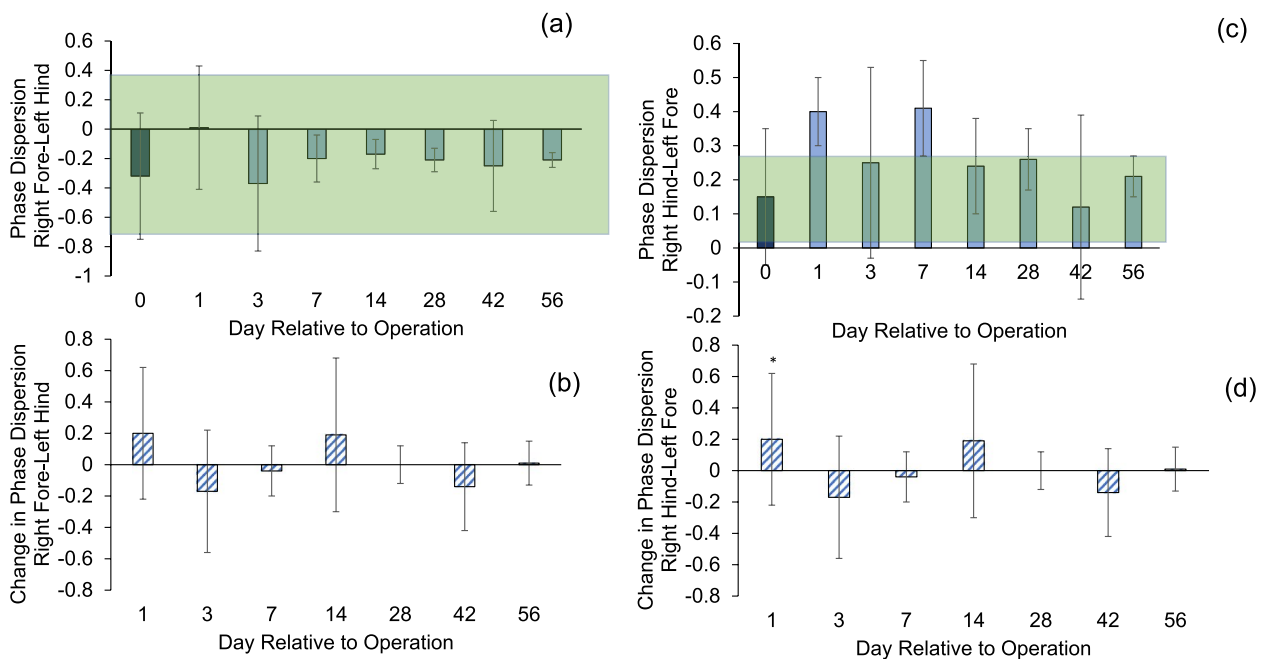 (a)
Phase Dispersion
Right Fore-Left Hind
0.6
0.4
0.2
0
-0.2
-0.4
-0.6
-0.8
-1
0 1 3 7 14 28 42 56
Day Relative to Operation
(c)
Phase Dispersion
Right Hind-Left Fore
0.6
0.5
0.4
0.3
0.2
0.1
0
-0.1
-0.2
0 1 3 7 14 28 42 56
Day Relative to Operation
(b)
Change in Phase Dispersion
Right Fore-Left Hind
0.8
0.6
0.4
0.2
0
-0.2
-0.4
-0.6
-0.8
1 3 7 14 28 42 56
Day Relative to Operation
(d)
Change in Phase Dispersion
Right Hind-Left Fore
0.8
0.6
0.4
0.2
0
-0.2
-0.4
-0.6
-0.8
*
1 3 7 14 28 42 56
Day Relative to Operation